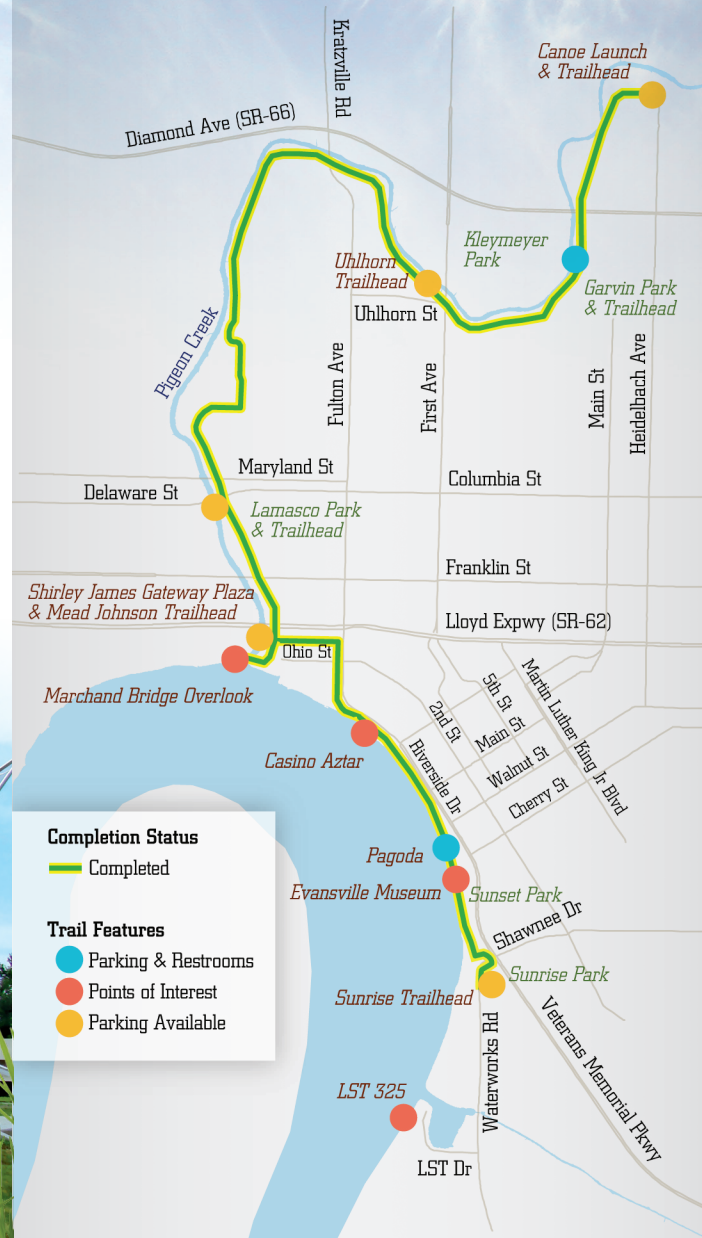 Canoe Launch
& Trailhead
Kratzville Rd
Diamond Ave (SR-66)
Kleymeyer
Park
Uhlhorn
Trailhead
Garvin Park
& Trailhead
Uhlhorn St
Pigeon Creek
Fulton Ave
First Ave
Main St
Heidelbach Ave
Maryland St
Columbia St
Delaware St
Lamasco Park
& Trailhead
Franklin St
Shirley James Gateway Plaza
& Mead Johnson Trailhead
Lloyd Expwy (SR-62)
Ohio St
Marchand Bridge Overlook
Martin Luther King Jr Blvd
5th St
2nd St
Main St
Walnut St
Cherry St
Riverside Dr
Casino Aztar
Pagoda
Evansville Museum
Sunset Park
Shawnee Dr
Sunrise Park
Sunrise Trailhead
Waterworks Rd
Veterans Memorial Pkwy
LST 325
LST Dr
Completion Status
Completed
Trail Features
Parking & Restrooms
Points of Interest
Parking Available